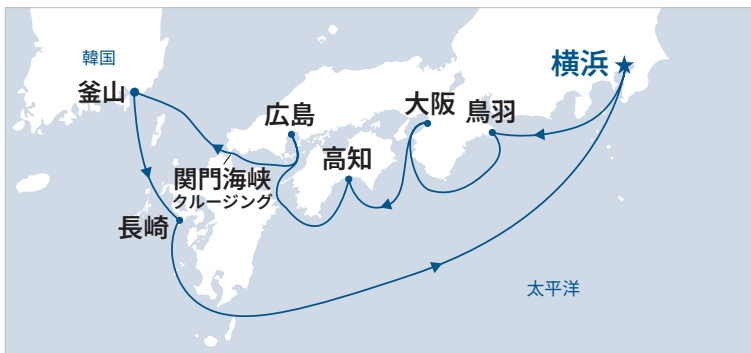 韓国
釜山
広島
大阪
鳥羽
横浜
高知
関門海峡
クルージング
長崎
太平洋